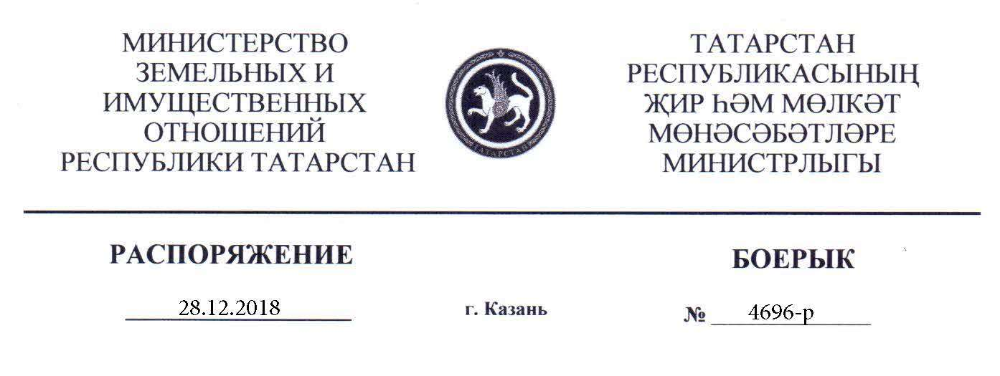 МИНИСТЕРСТВО
ЗЕМЕЛЬНЫХ И
ИМУЩЕСТВЕННЫХ
ОТНОШЕНИЙ
РЕСПУБЛИКИ ТАТАРСТАН
ТАТАРСТАН
ТАТАРСТАН
РЕСПУБЛИКАСЫНЫҢ
ҖИР ҺӘМ МӨЛКӘТ
МӨНӘСӘБӘТЛӘРЕ
МИНИСТРЛЫГЫ
РАСПОРЯЖЕНИЕ
БОЕРЫК
28.12.2018
г. Казань
№ 4696-р